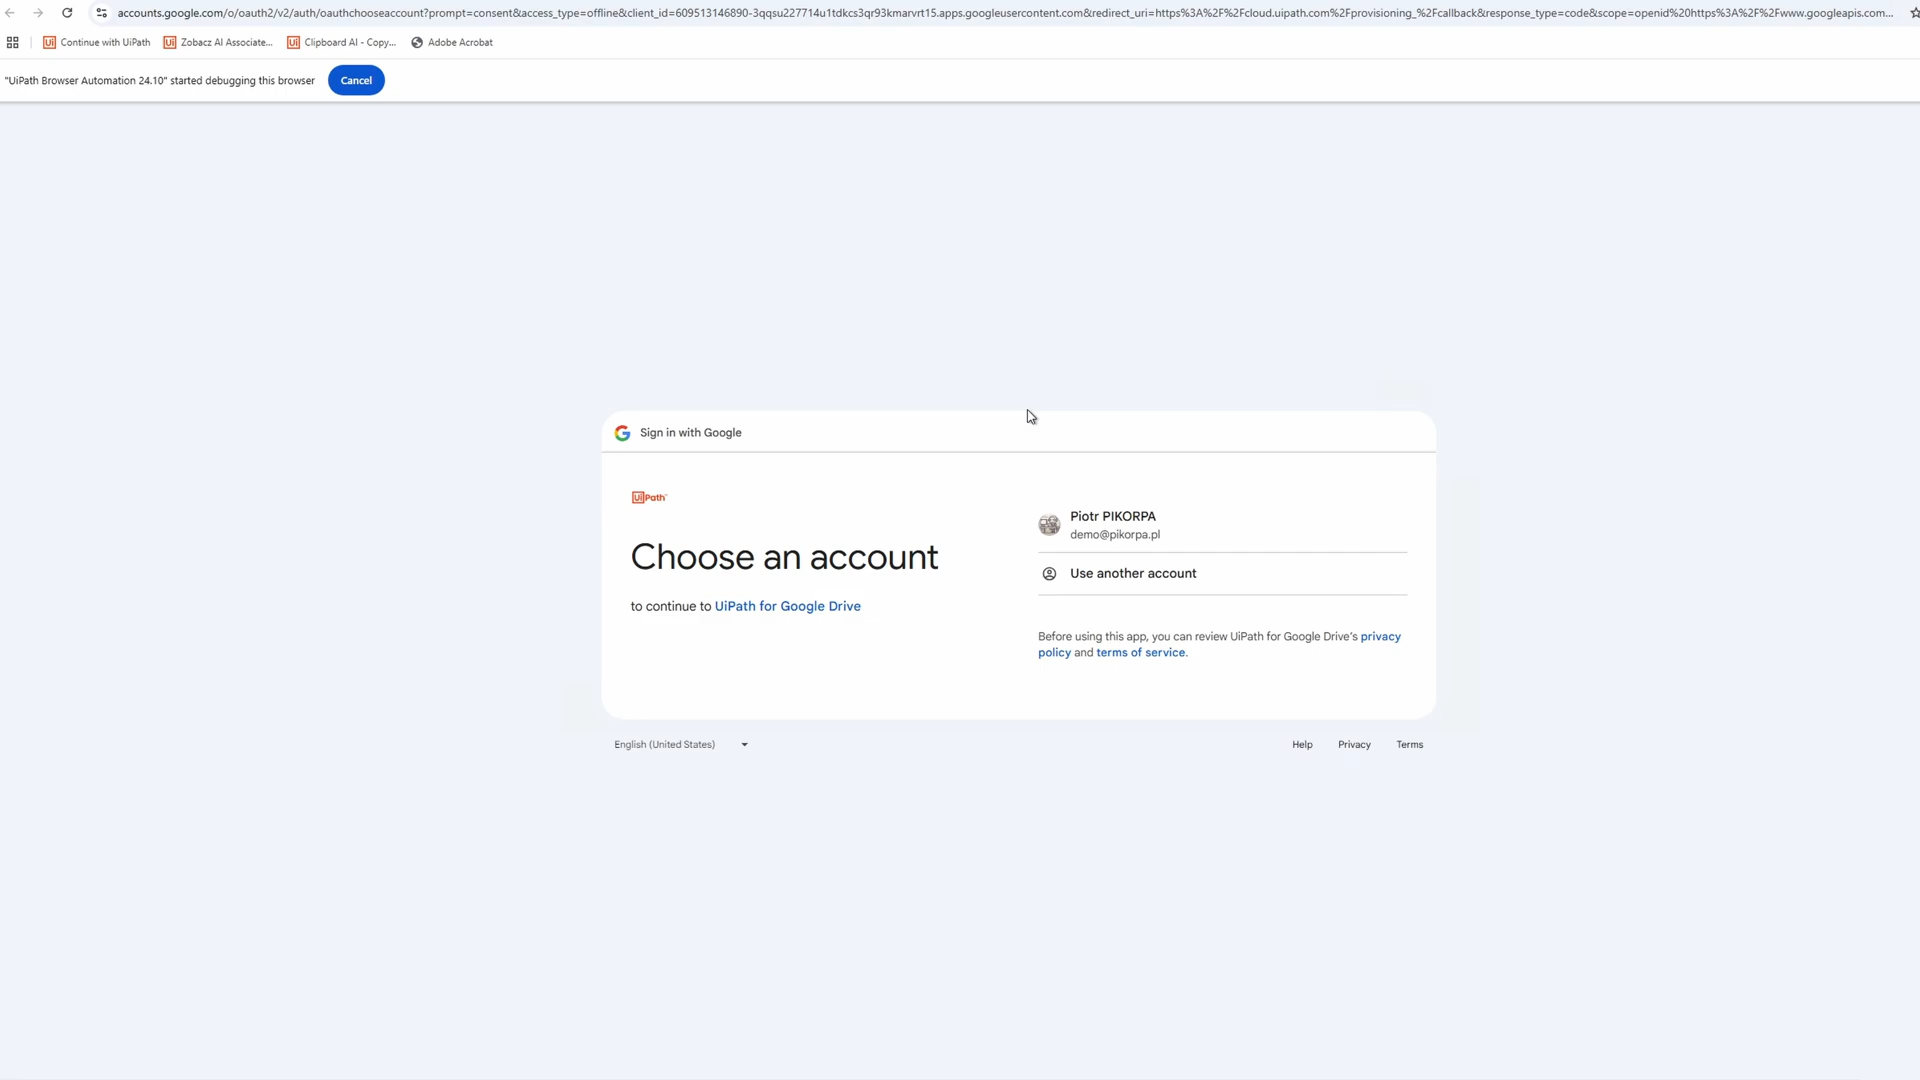 accounts.google.com/o/oauth2/v2/auth/oauthchooseaccount?prompt=consent&access_type=offline&client_id=609513146890-3qqsu227714u1tdkcs3qr93kmarvrt15.apps.googleusercontent.com&redirect_uri=https%3A%2F%2Fcloud.uipath.com%2Fprovisioning_%2Fcallback&response_type=code&scope=openid%20https%3A%2F%2Fwww.googleapis.com...
Ui Continue with UiPath Ui Zobacz AI Associate... Ui Clipboard AI - Copy... Adobe Acrobat
"UiPath Browser Automation 24.10" started debugging this browser Cancel
Sign in with Google
UiPath
Choose an account
to continue to UiPath for Google Drive
Piotr PIKORPA
demo@pikorpa.pl
Use another account
Before using this app, you can review UiPath for Google Drive's privacy
policy and terms of service.
English (United States) Help Privacy Terms